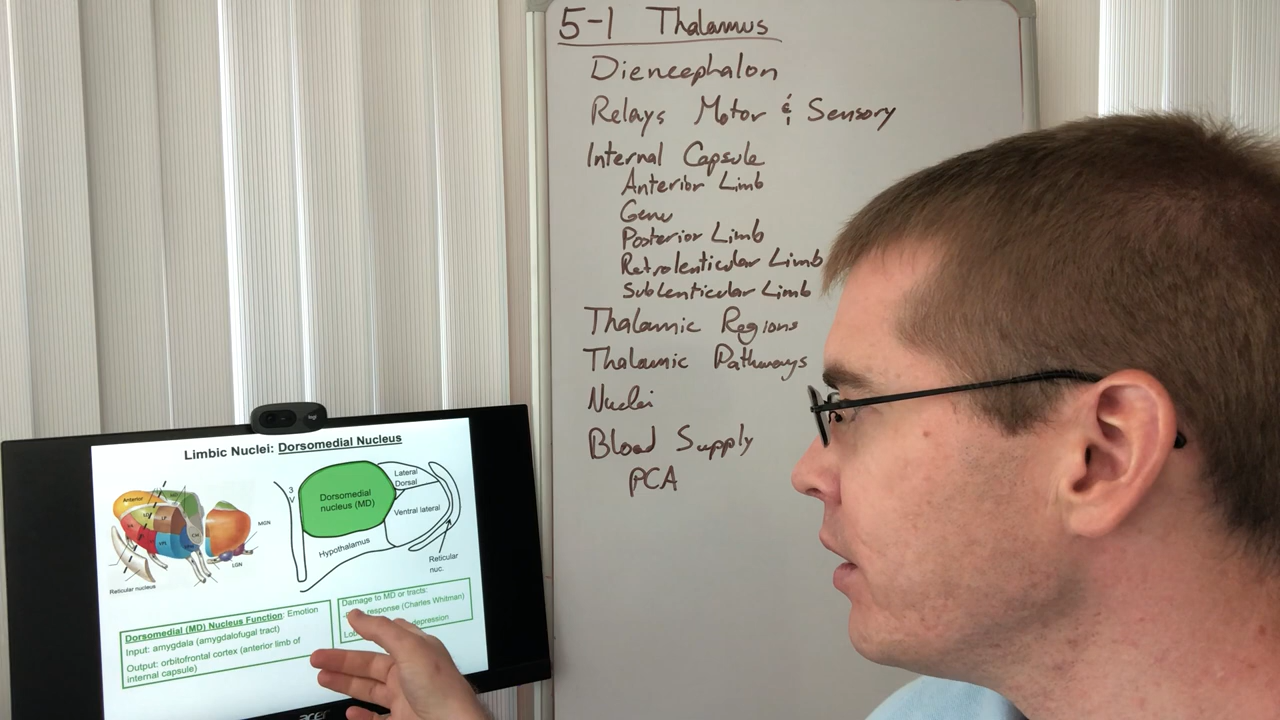 5-1 Thalamus
Diencephalon
Relays Motor & Sensory
Internal Capsule
Anterior Limb
Genu
Posterior Limb
Retrolenticular Limb
Sublenticular Limb
Thalamic Regions
Thalamic Pathways
Nuclei
Blood Supply
PCA
logi
Limbic Nuclei: Dorsomedial Nucleus
Anterior
MGN
LGN
Reticular nucleus
3
V
Dorsomedial
nucleus (MD)
Lateral
Dorsal
Ventral lateral
Hypothalamus
Reticular
nuc.
Dorsomedial (MD) Nucleus Function: Emotion
Input: amygdala (amygdalofugal tract)
Output: orbitofrontal cortex (anterior limb of
internal capsule)
Damage to MD or tracts:
response (Charles Whitman)
depression
acer